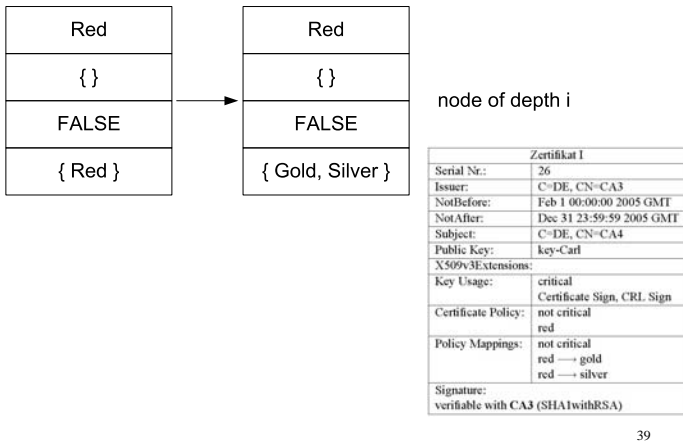 Red
{ }
FALSE
{ Red }
Red
{ }
FALSE
{ Gold, Silver }
node of depth i
Zertifikat I
Serial Nr.: 26
Issuer: C=DE, CN=CA3
NotBefore: Feb 1 00:00:00 2005 GMT
NotAfter: Dec 31 23:59:59 2005 GMT
Subject: C=DE, CN=CA4
Public Key: key-Carl
X509v3Extensions:
Key Usage: critical
Certificate Sign, CRL Sign
Certificate Policy: not critical
red
Policy Mappings: not critical
red ⟶ gold
red ⟶ silver
Signature:
verifiable with CA3 (SHA1withRSA)
39